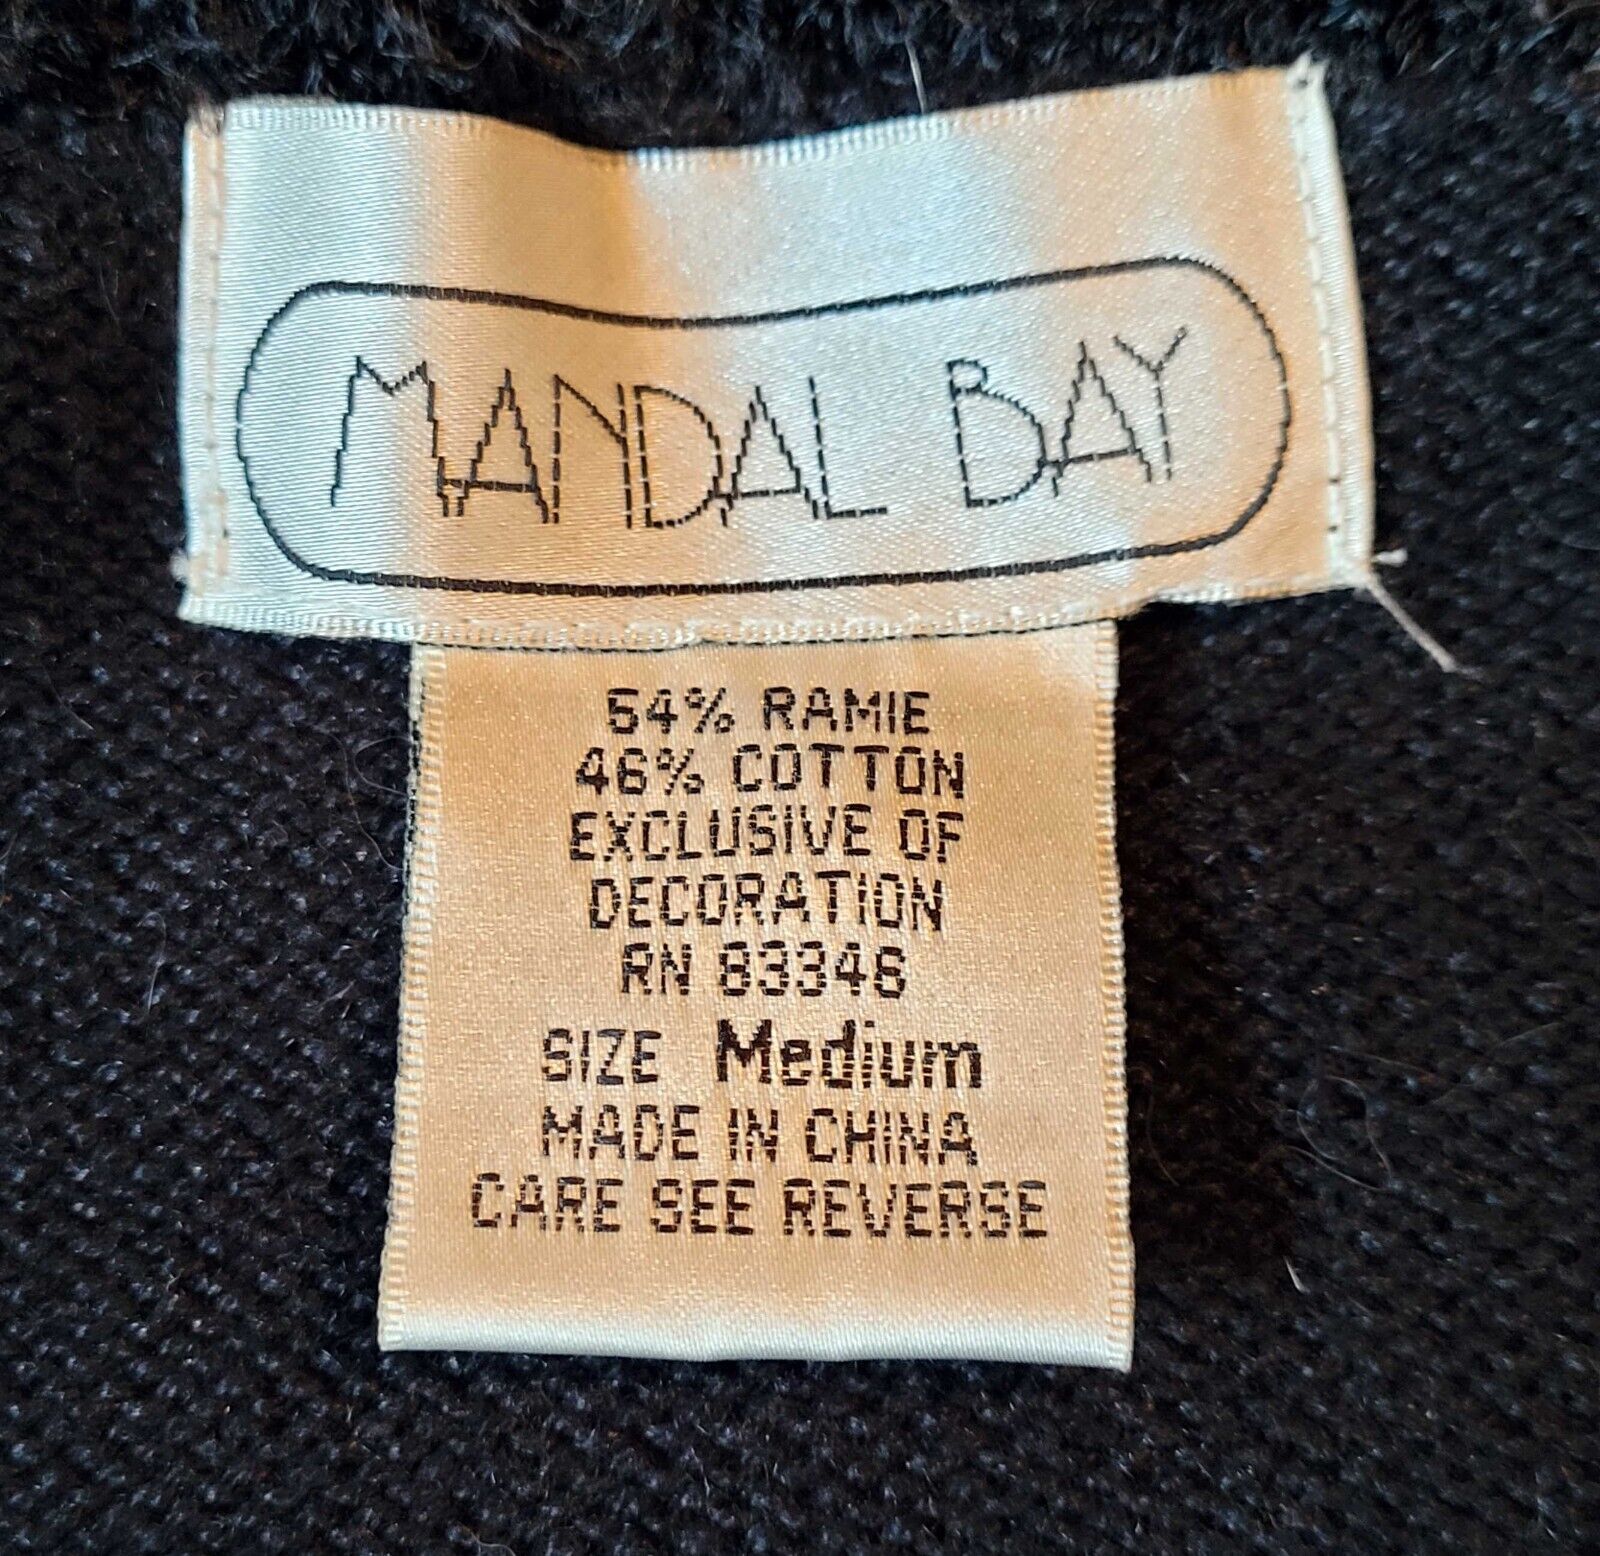 MANDAL BAY
54% RAMIE
46% COTTON
EXCLUSIVE OF
DECORATION
RN 83346
SIZE Medium
MADE IN CHINA
CARE SEE REVERSE